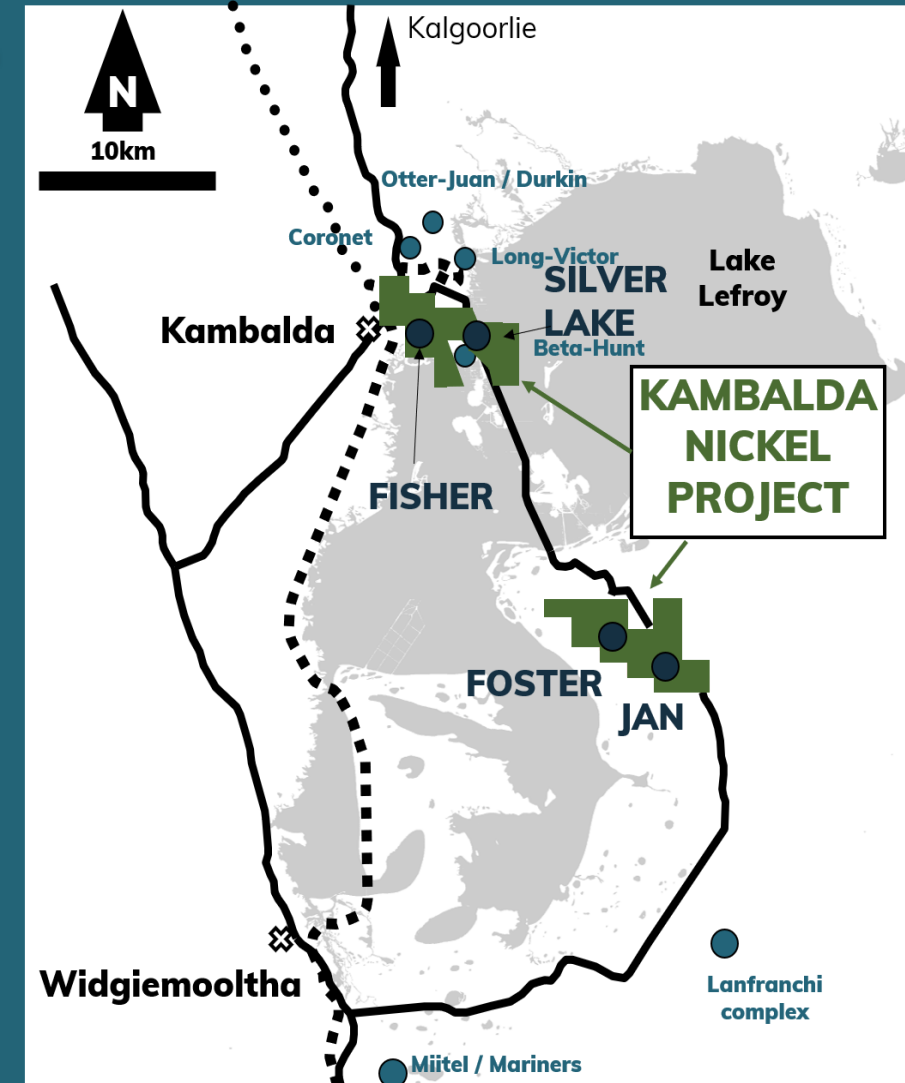 Kalgoorlie
N
10km
Otter-Juan / Durkin
Coronet
Long-Victor
SILVER
LAKE
Lake
Lefroy
Kambalda
Beta-Hunt
KAMBALDA
NICKEL
PROJECT
FISHER
FOSTER
JAN
Widgiemooltha
Lanfranchi
complex
Miitel / Mariners